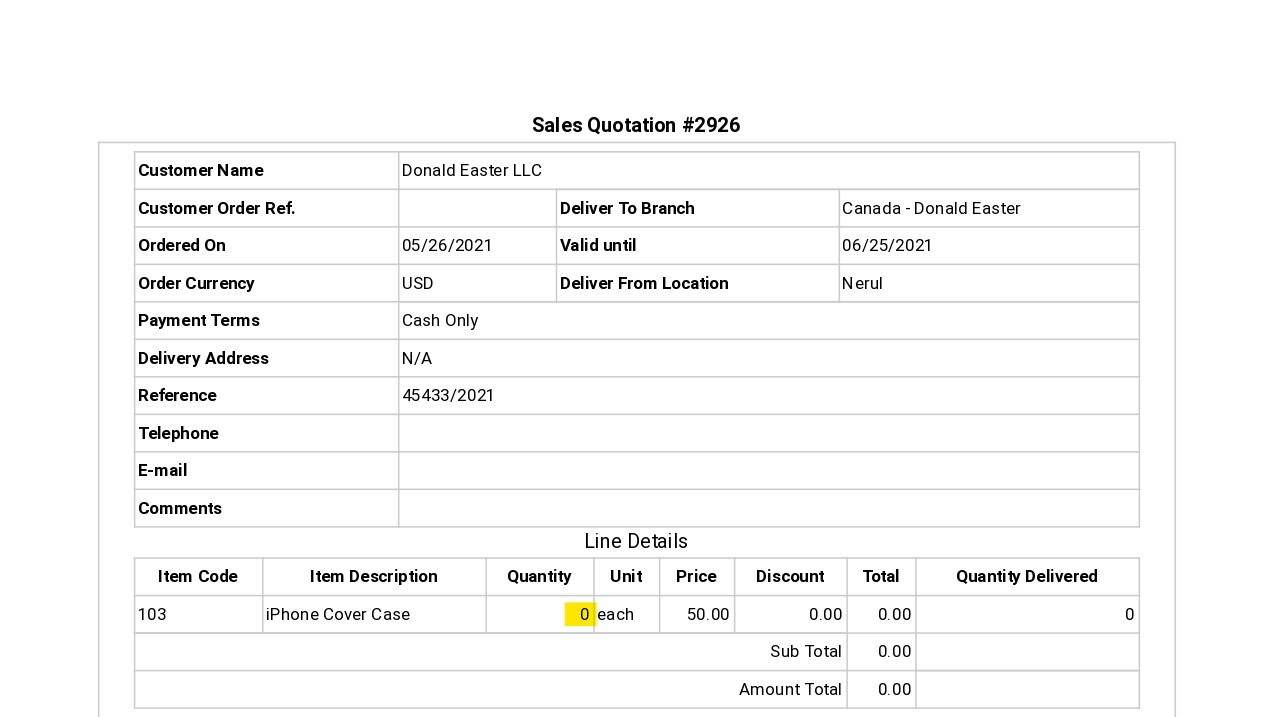 Sales Quotation #2926
Customer Name Donald Easter LLC
Customer Order Ref. Deliver To Branch Canada - Donald Easter
Ordered On 05/26/2021 Valid until 06/25/2021
Order Currency USD Deliver From Location Nerul
Payment Terms Cash Only
Delivery Address N/A
Reference 45433/2021
Telephone
E-mail
Comments
Line Details
Item Code Item Description Quantity Unit Price Discount Total Quantity Delivered
103 iPhone Cover Case 0 each 50.00 0.00 0.00 0
Sub Total 0.00
Amount Total 0.00